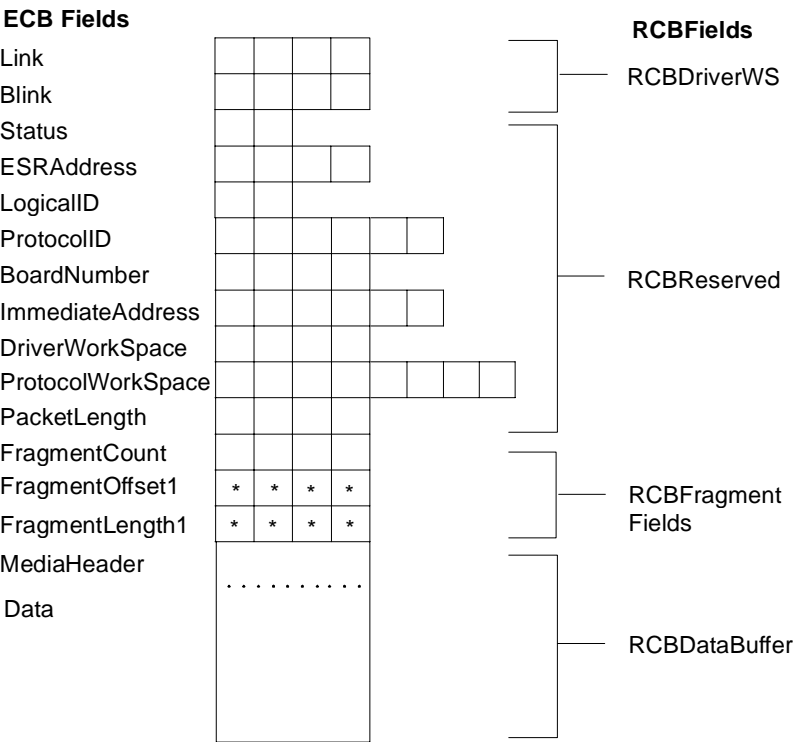 ECB Fields
RCBFields
Link
RCBDriverWS
Blink
Status
ESRAddress
LogicalID
ProtocolID
BoardNumber
RCBReserved
ImmediateAddress
DriverWorkSpace
ProtocolWorkSpace
PacketLength
FragmentCount
FragmentOffset1 * * * *
RCBFragment
Fields
FragmentLength1 * * * *
MediaHeader
. . . . . . . . . .
Data
RCBDataBuffer